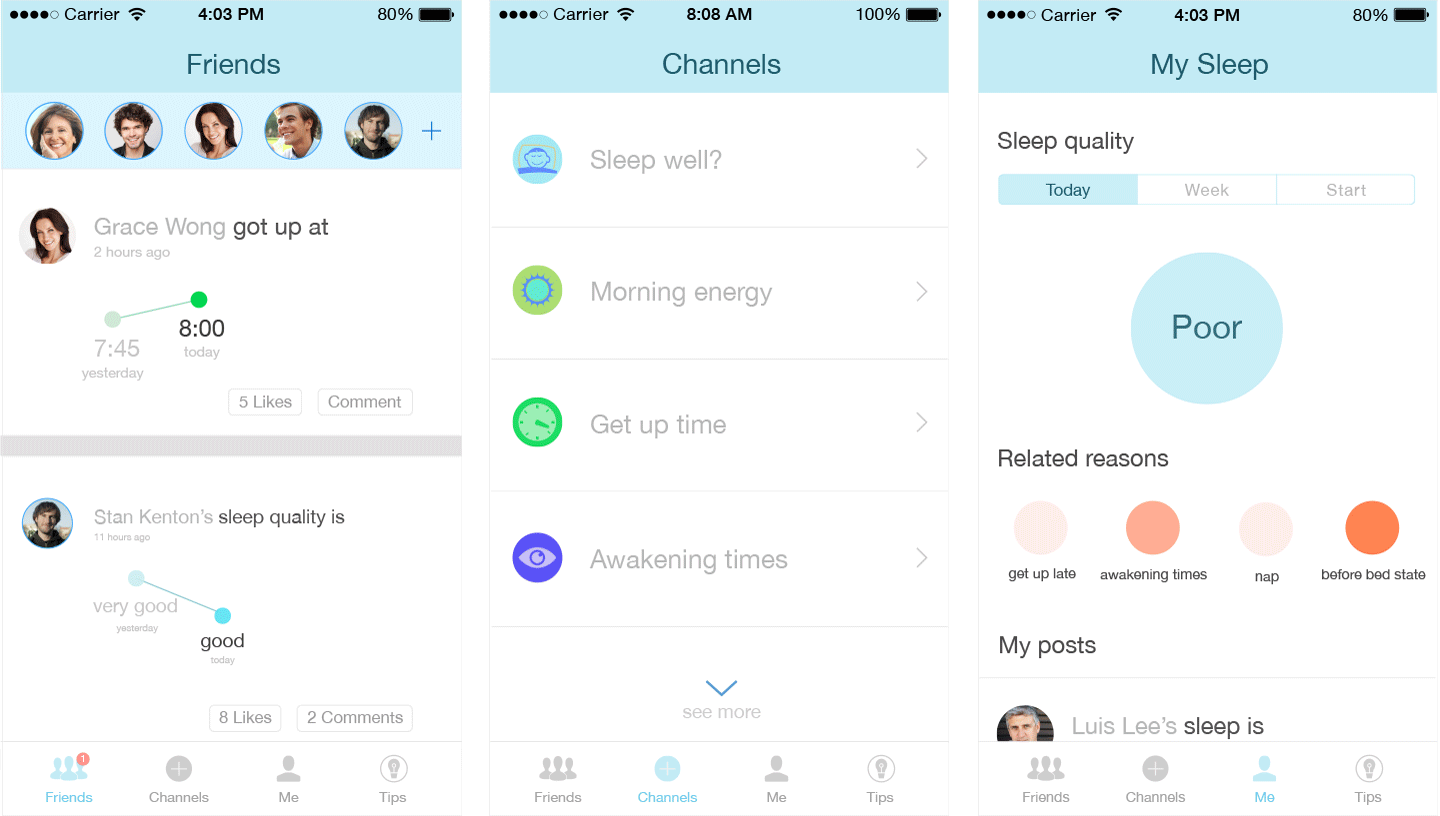 Carrier 4:03 PM 80%
Friends
+
Grace Wong got up at
2 hours ago
7:45
yesterday
8:00
today
5 Likes
Comment
Stan Kenton's sleep quality is
11 hours ago
very good
yesterday
good
today
8 Likes
2 Comments
1
Friends
Channels
Me
Tips
Carrier 8:08 AM 100%
Channels
Sleep well?
Morning energy
Get up time
Awakening times
see more
Friends
Channels
Me
Tips
Carrier 4:03 PM 80%
My Sleep
Sleep quality
Today
Week
Start
Poor
Related reasons
get up late
awakening times
nap
before bed state
My posts
Luis Lee's sleep is
Friends
Channels
Me
Tips